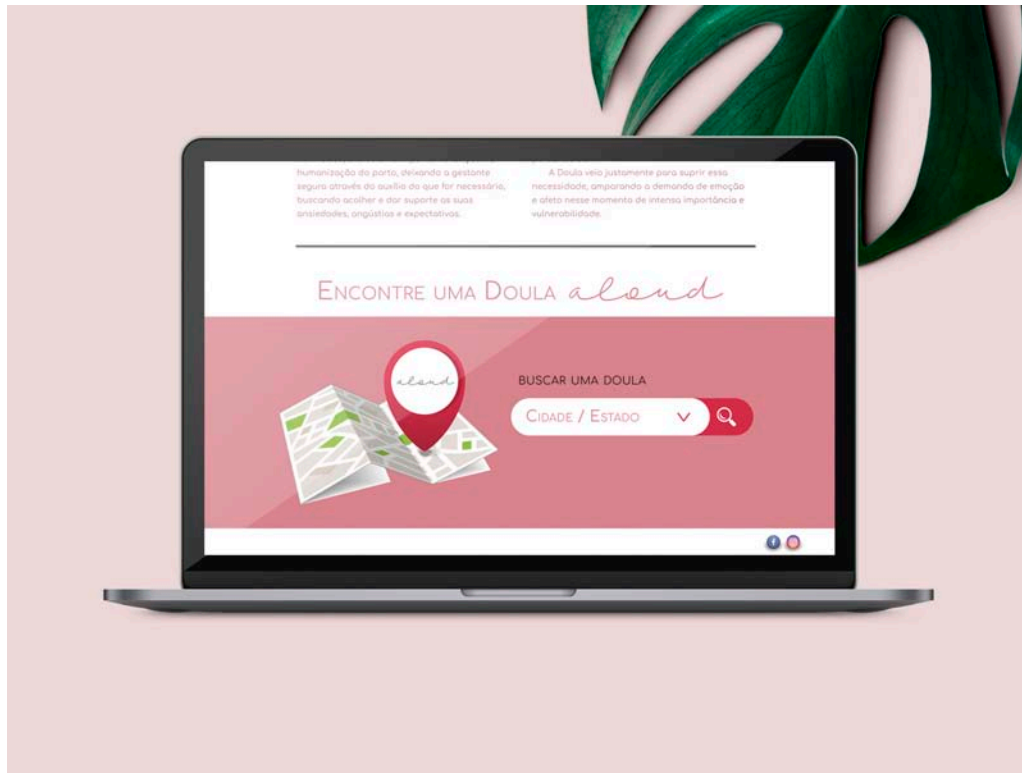 humanização do parto, deixando a gestante
segura através do auxílio do que for necessário,
buscando acolher e dar suporte as suas
ansiedades, angústias e expectativas.
A Doula veio justamente para suprir essa
necessidade, amparando a demanda de emoção
e afeto nesse momento de intensa importância e
vulnerabilidade.
ENCONTRE UMA DOULA aloud
aloud
BUSCAR UMA DOULA
CIDADE / ESTADO